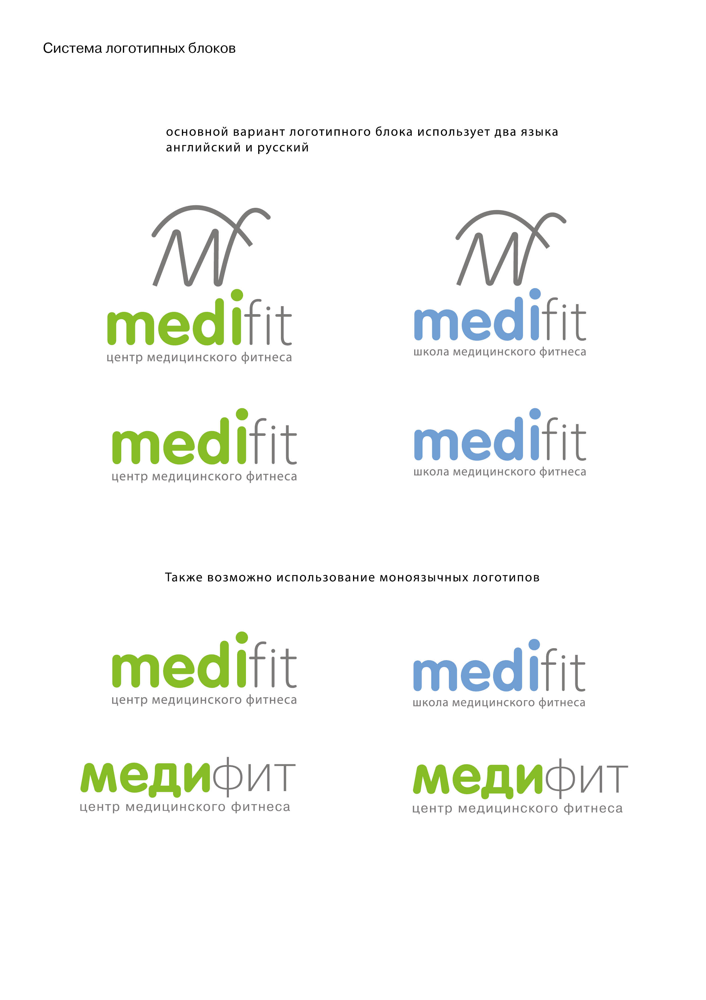 Система логотипных блоков
основной вариант логотипного блока использует два языка
английский и русский
Mf
Mf
medifit
medifit
центр медицинского фитнеса
школа медицинского фитнеса
medifit
medifit
центр медицинского фитнеса
школа медицинского фитнеса
Также возможно использование моноязычных логотипов
medifit
medifit
центр медицинского фитнеса
школа медицинского фитнеса
медифит
медифит
центр медицинского фитнеса
центр медицинского фитнеса